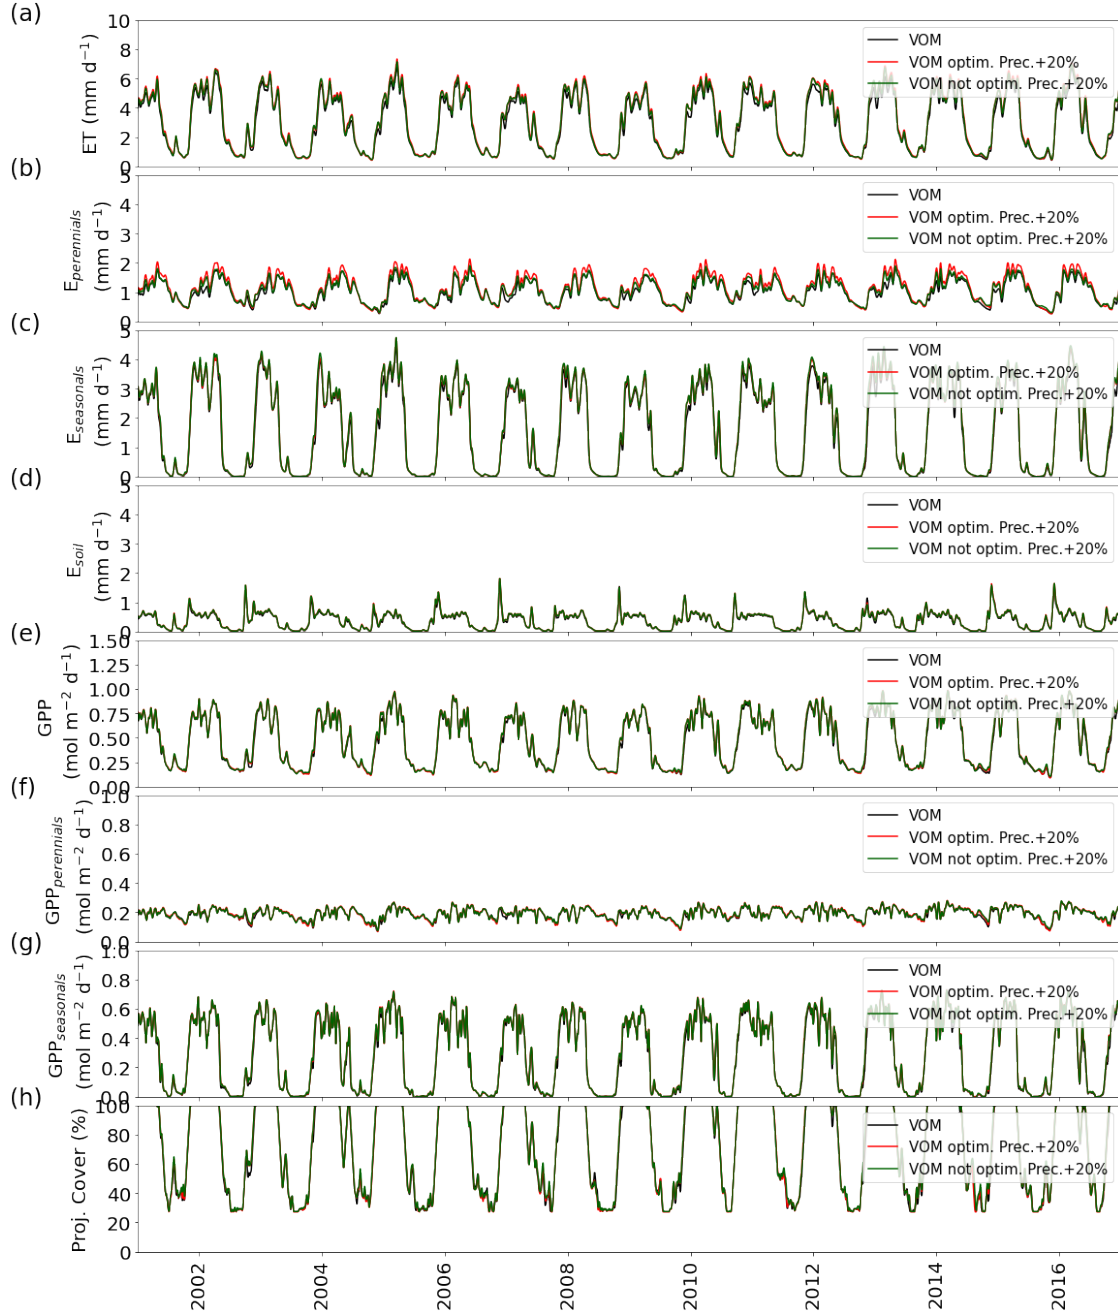 (a)
10
8
6
4
2
0
ET (mm d⁻¹)
VOM
VOM optim. Prec.+20%
VOM not optim. Prec.+20%
(b)
5
4
3
2
1
0
E_perennials
(mm d⁻¹)
VOM
VOM optim. Prec.+20%
VOM not optim. Prec.+20%
(c)
5
4
3
2
1
0
E_seasonals
(mm d⁻¹)
VOM
VOM optim. Prec.+20%
VOM not optim. Prec.+20%
(d)
5
4
3
2
1
0
E_soil
(mm d⁻¹)
VOM
VOM optim. Prec.+20%
VOM not optim. Prec.+20%
(e)
1.50
1.25
1.00
0.75
0.50
0.25
0.00
GPP
(mol m⁻² d⁻¹)
VOM
VOM optim. Prec.+20%
VOM not optim. Prec.+20%
(f)
1.0
0.8
0.6
0.4
0.2
0.0
GPP_perennials
(mol m⁻² d⁻¹)
VOM
VOM optim. Prec.+20%
VOM not optim. Prec.+20%
(g)
1.0
0.8
0.6
0.4
0.2
0.0
GPP_seasonals
(mol m⁻² d⁻¹)
VOM
VOM optim. Prec.+20%
VOM not optim. Prec.+20%
(h)
100
80
60
40
20
0
Proj. Cover (%)
VOM
VOM optim. Prec.+20%
VOM not optim. Prec.+20%
2002
2004
2006
2008
2010
2012
2014
2016